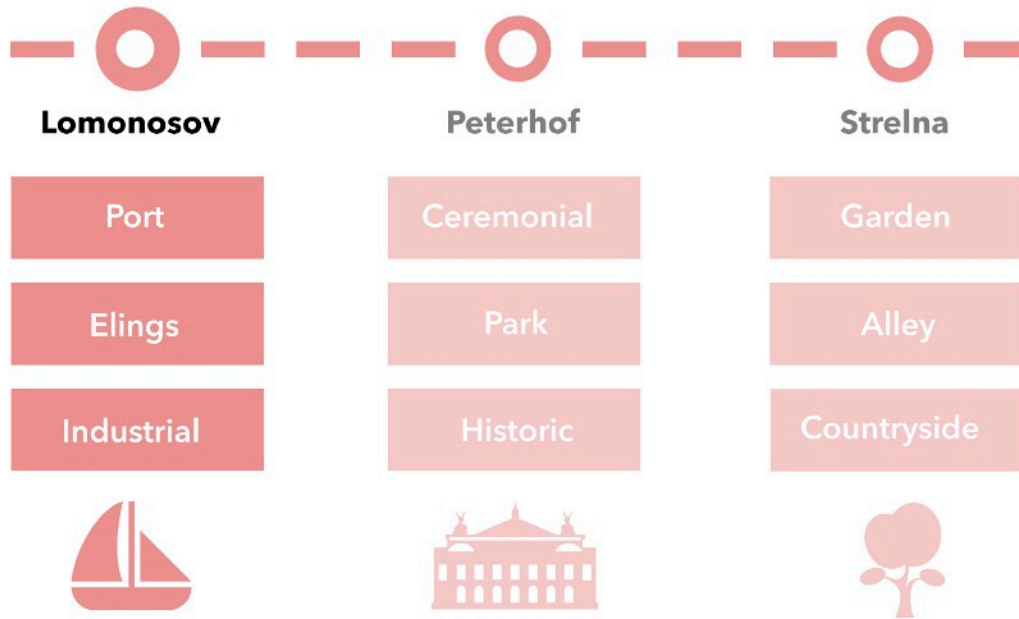 Lomonosov
Peterhof
Strelna
Port
Ceremonial
Garden
Elings
Park
Alley
Industrial
Historic
Countryside